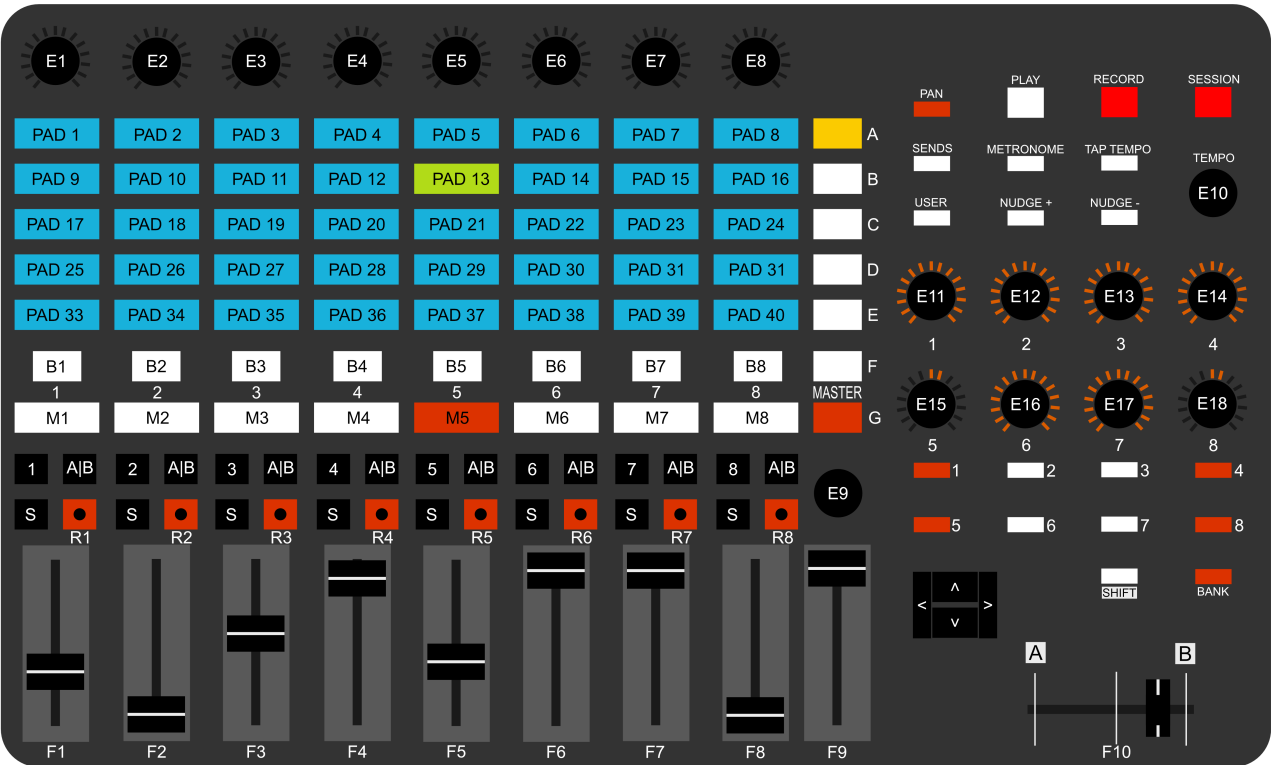 E1 E2 E3 E4 E5 E6 E7 E8
PLAY RECORD SESSION
PAN
PAD 1 PAD 2 PAD 3 PAD 4 PAD 5 PAD 6 PAD 7 PAD 8 A
SENDS METRONOME TAP TEMPO
TEMPO
PAD 9 PAD 10 PAD 11 PAD 12 PAD 13 PAD 14 PAD 15 PAD 16 B
E10
USER NUDGE + NUDGE -
PAD 17 PAD 18 PAD 19 PAD 20 PAD 21 PAD 22 PAD 23 PAD 24 C
PAD 25 PAD 26 PAD 27 PAD 28 PAD 29 PAD 30 PAD 31 PAD 31 D
E11 E12 E13 E14
PAD 33 PAD 34 PAD 35 PAD 36 PAD 37 PAD 38 PAD 39 PAD 40 E
1 2 3 4
B1 B2 B3 B4 B5 B6 B7 B8 F
1 2 3 4 5 6 7 8 MASTER
E15 E16 E17 E18
M1 M2 M3 M4 M5 M6 M7 M8 G
5 6 7 8
1 A|B 2 A|B 3 A|B 4 A|B 5 A|B 6 A|B 7 A|B 8 A|B
1 2 3 4
E9
S S S S S S S S
5 6 7 8
R1 R2 R3 R4 R5 R6 R7 R8
SHIFT BANK
< ^ v >
A B
F1 F2 F3 F4 F5 F6 F7 F8 F9 F10